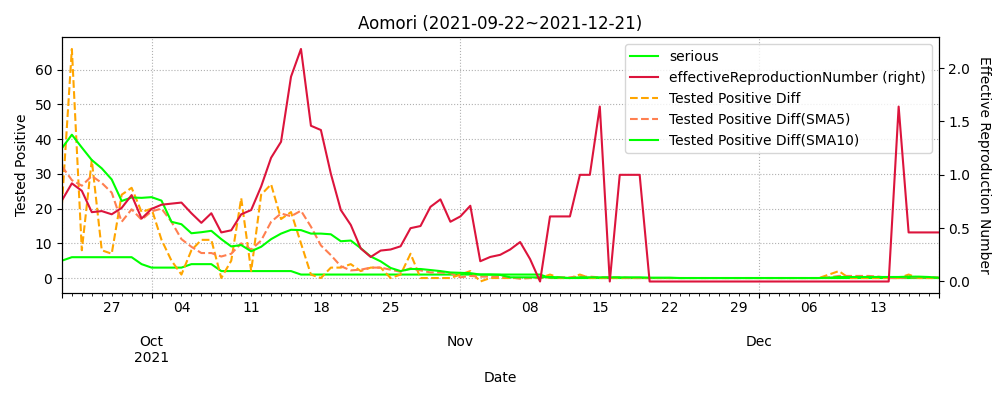 Aomori (2021-09-22~2021-12-21)
serious
effectiveReproductionNumber (right)
Tested Positive Diff
Tested Positive Diff(SMA5)
Tested Positive Diff(SMA10)
Tested Positive
60
50
40
30
20
10
0
2.0
1.5
1.0
0.5
0.0
Effective Reproduction Number
27
04
11
18
25
08
15
22
29
06
13
Oct
2021
Nov
Dec
Date